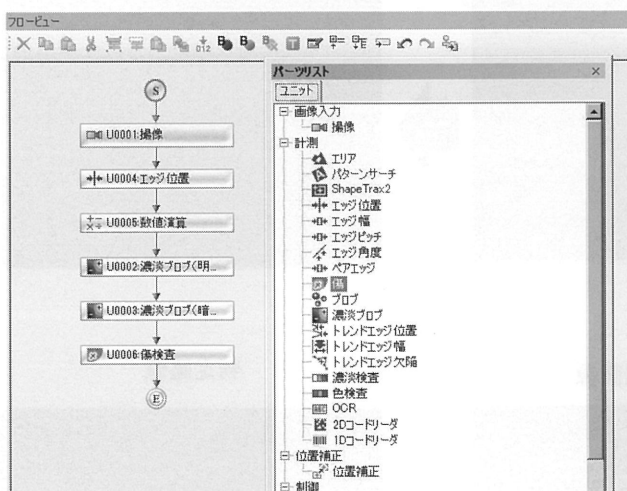 フロービュー
012
パーツリスト
ユニット
S
U0001:撮像
U0004:エッジ位置
U0005:数値演算
U0002:濃淡ブロブ(明...
U0003:濃淡ブロブ(暗...
U0006:傷検査
E
画像入力
撮像
計測
エリア
パターンサーチ
ShapeTrax2
エッジ位置
エッジ幅
エッジピッチ
エッジ角度
ペアエッジ
傷
ブロブ
濃淡ブロブ
トレンドエッジ位置
トレンドエッジ幅
トレンドエッジ欠陥
濃淡検査
色検査
OCR
2Dコードリーダ
1Dコードリーダ
位置補正
位置補正
制御